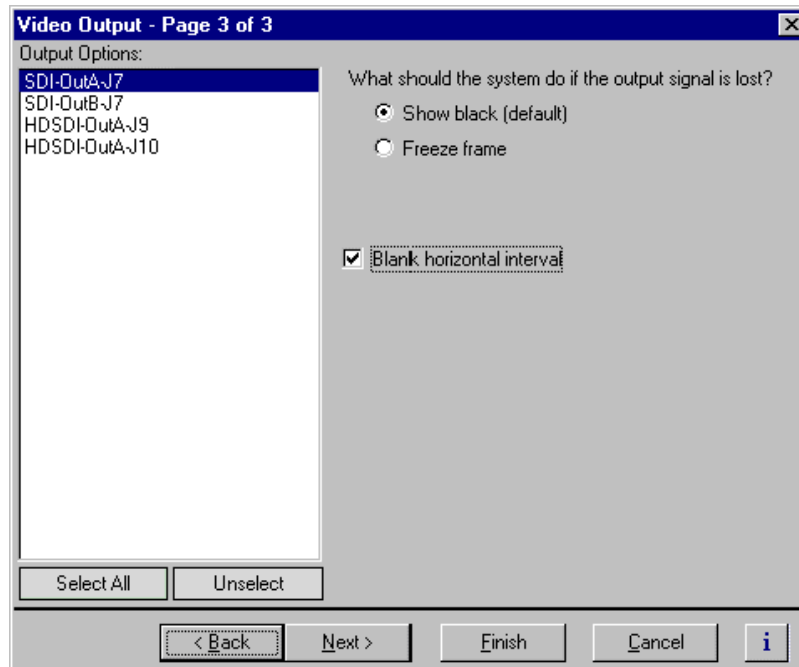 Video Output - Page 3 of 3
Output Options:
SDI-OutA-J7
SDI-OutB-J7
HDSDI-OutA-J9
HDSDI-OutA-J10
What should the system do if the output signal is lost?
Show black (default)
Freeze frame
Blank horizontal interval
Select All
Unselect
< Back
Next >
Finish
Cancel
i